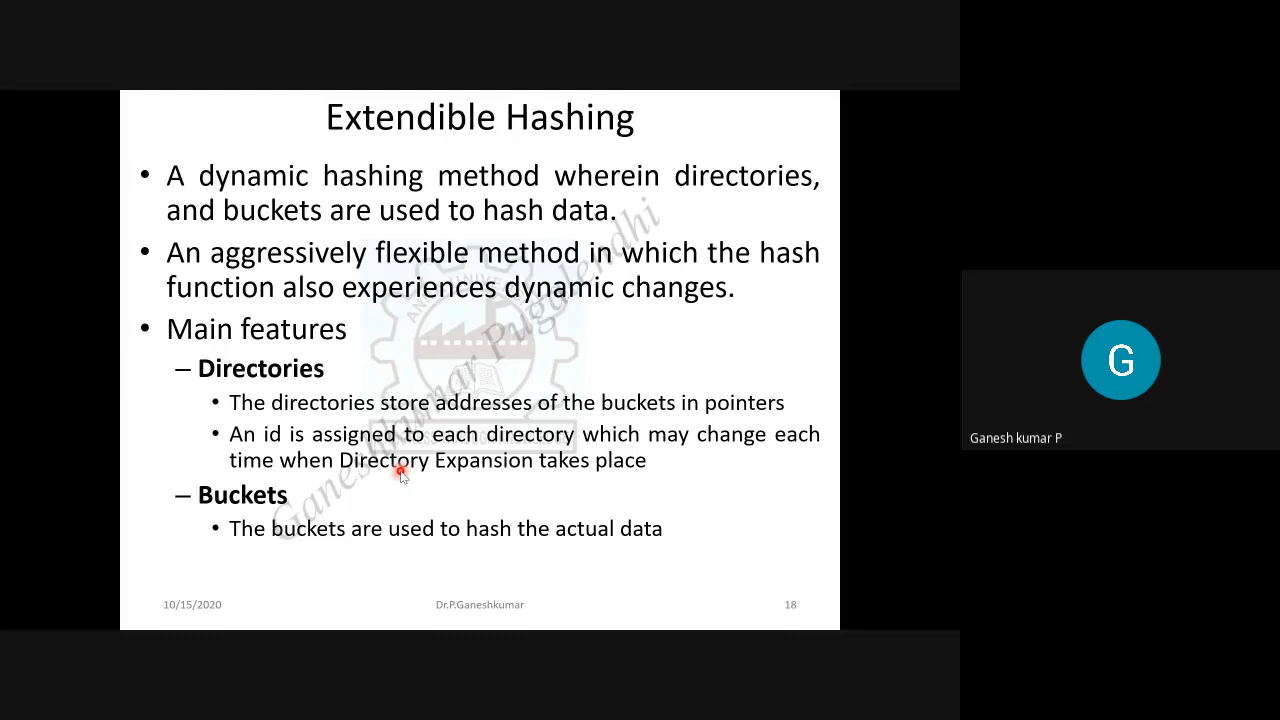 Extendible Hashing
• A dynamic hashing method wherein directories,
and buckets are used to hash data.
• An aggressively flexible method in which the hash
function also experiences dynamic changes.
• Main features
– Directories
• The directories store addresses of the buckets in pointers
• An id is assigned to each directory which may change each
time when Directory Expansion takes place
– Buckets
• The buckets are used to hash the actual data
10/15/2020
Dr.P.Ganeshkumar
18
Ganeshkumar Pugalendhi
G
Ganesh kumar P